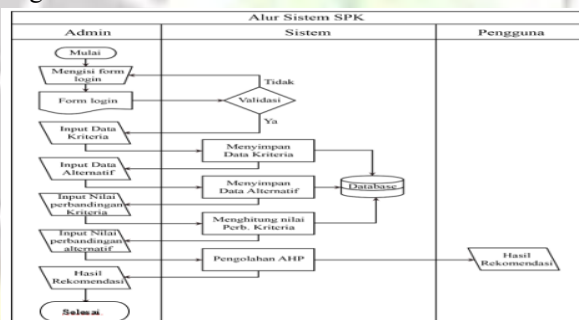 Alur Sistem SPK
Admin
Sistem
Pengguna
Mulai
Mengisi form
login
Tidak
Form login
Validasi
Ya
Input Data
Kriteria
Menyimpan
Data Kriteria
Input Data
Alternatif
Menyimpan
Data Alternatif
Database
Input Nilai
perbandingan
Kriteria
Menghitung nilai
Perb. Kriteria
Input Nilai
perbandingan
alternatif
Pengolahan AHP
Hasil
Rekomendasi
Hasil
Rekomendasi
Selesai